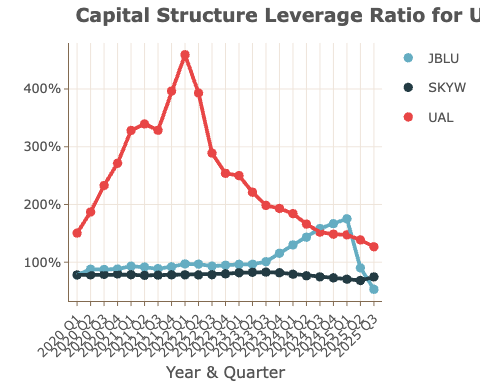 Capital Structure Leverage Ratio for U
JBLU
SKYW
UAL
400%
300%
200%
100%
2020 Q1
2020 Q2
2020 Q3
2020 Q4
2021 Q1
2021 Q2
2021 Q3
2021 Q4
2022 Q1
2022 Q2
2022 Q3
2022 Q4
2023 Q1
2023 Q2
2023 Q3
2023 Q4
2024 Q1
2024 Q2
2024 Q3
2024 Q4
2025 Q1
2025 Q2
2025 Q3
Year & Quarter